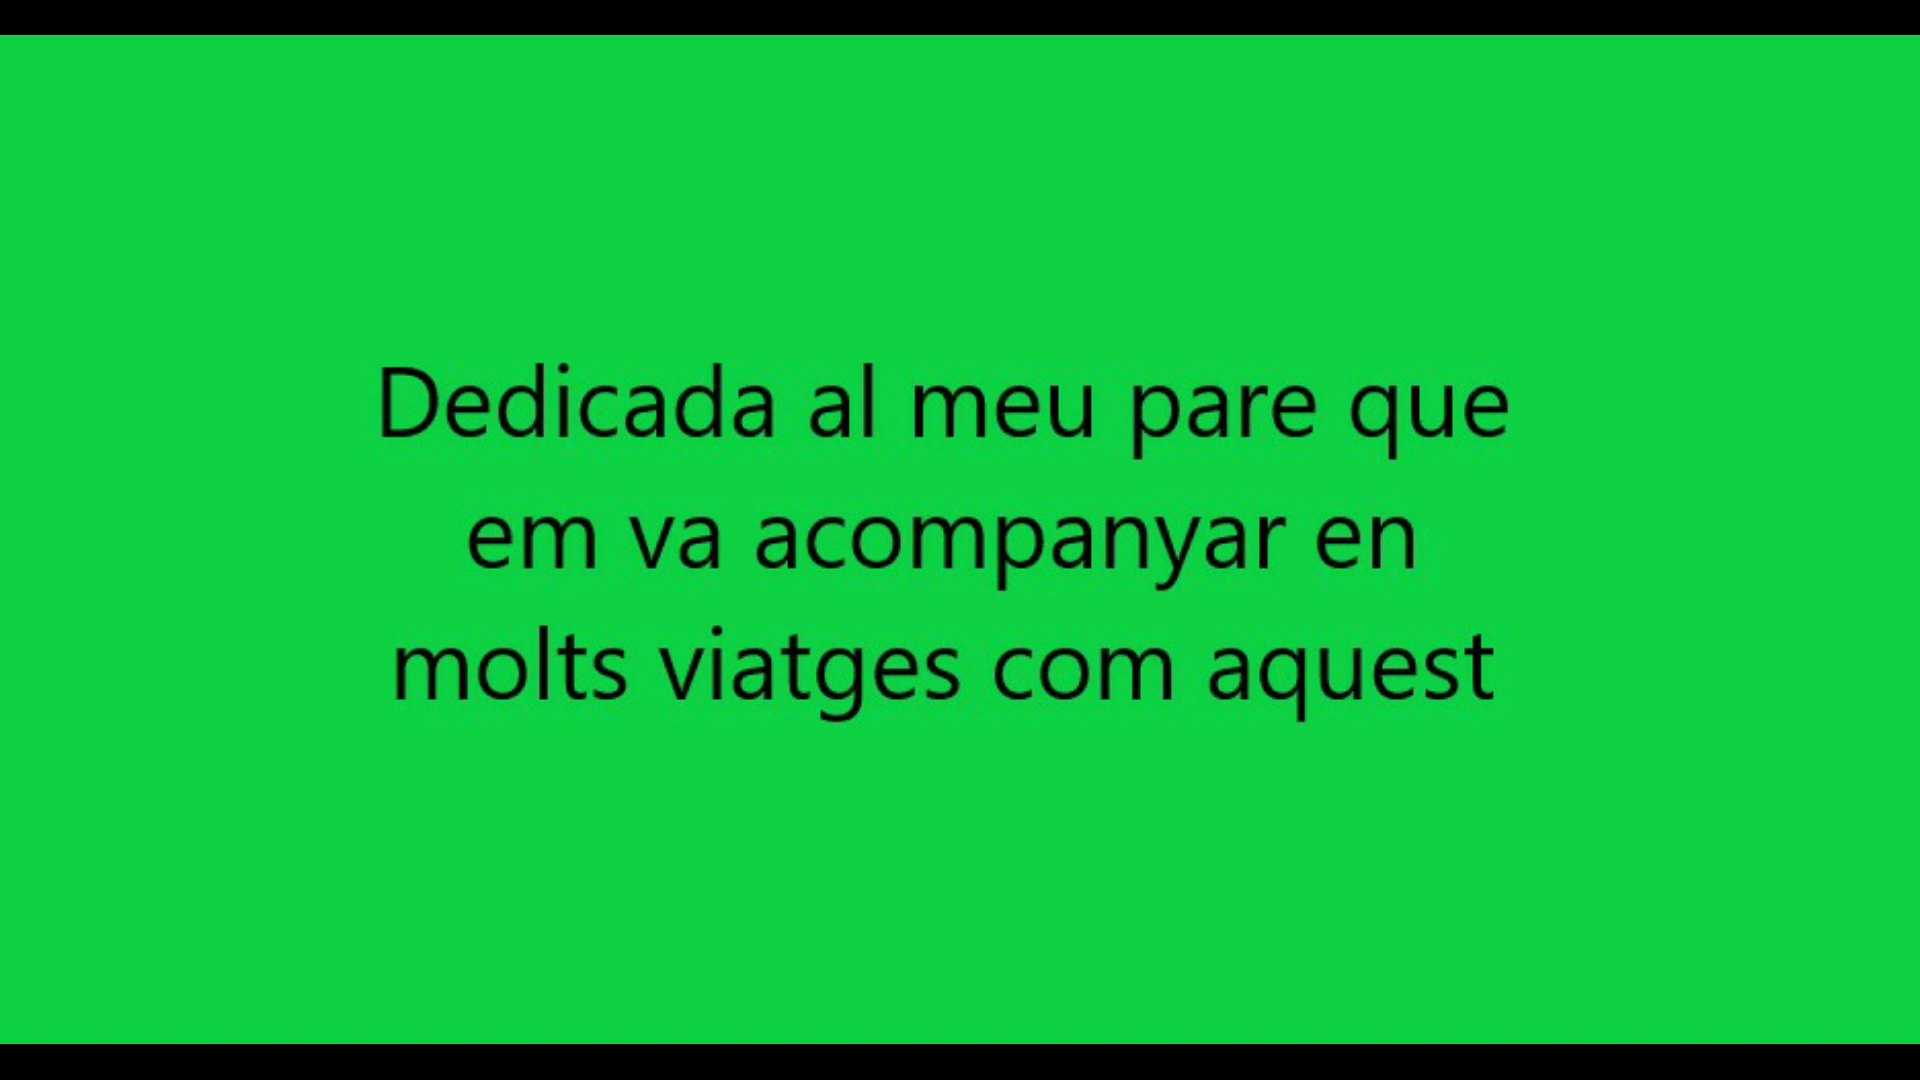 Dedicada al meu pare que
em va acompanyar en
molts viatges com aquest